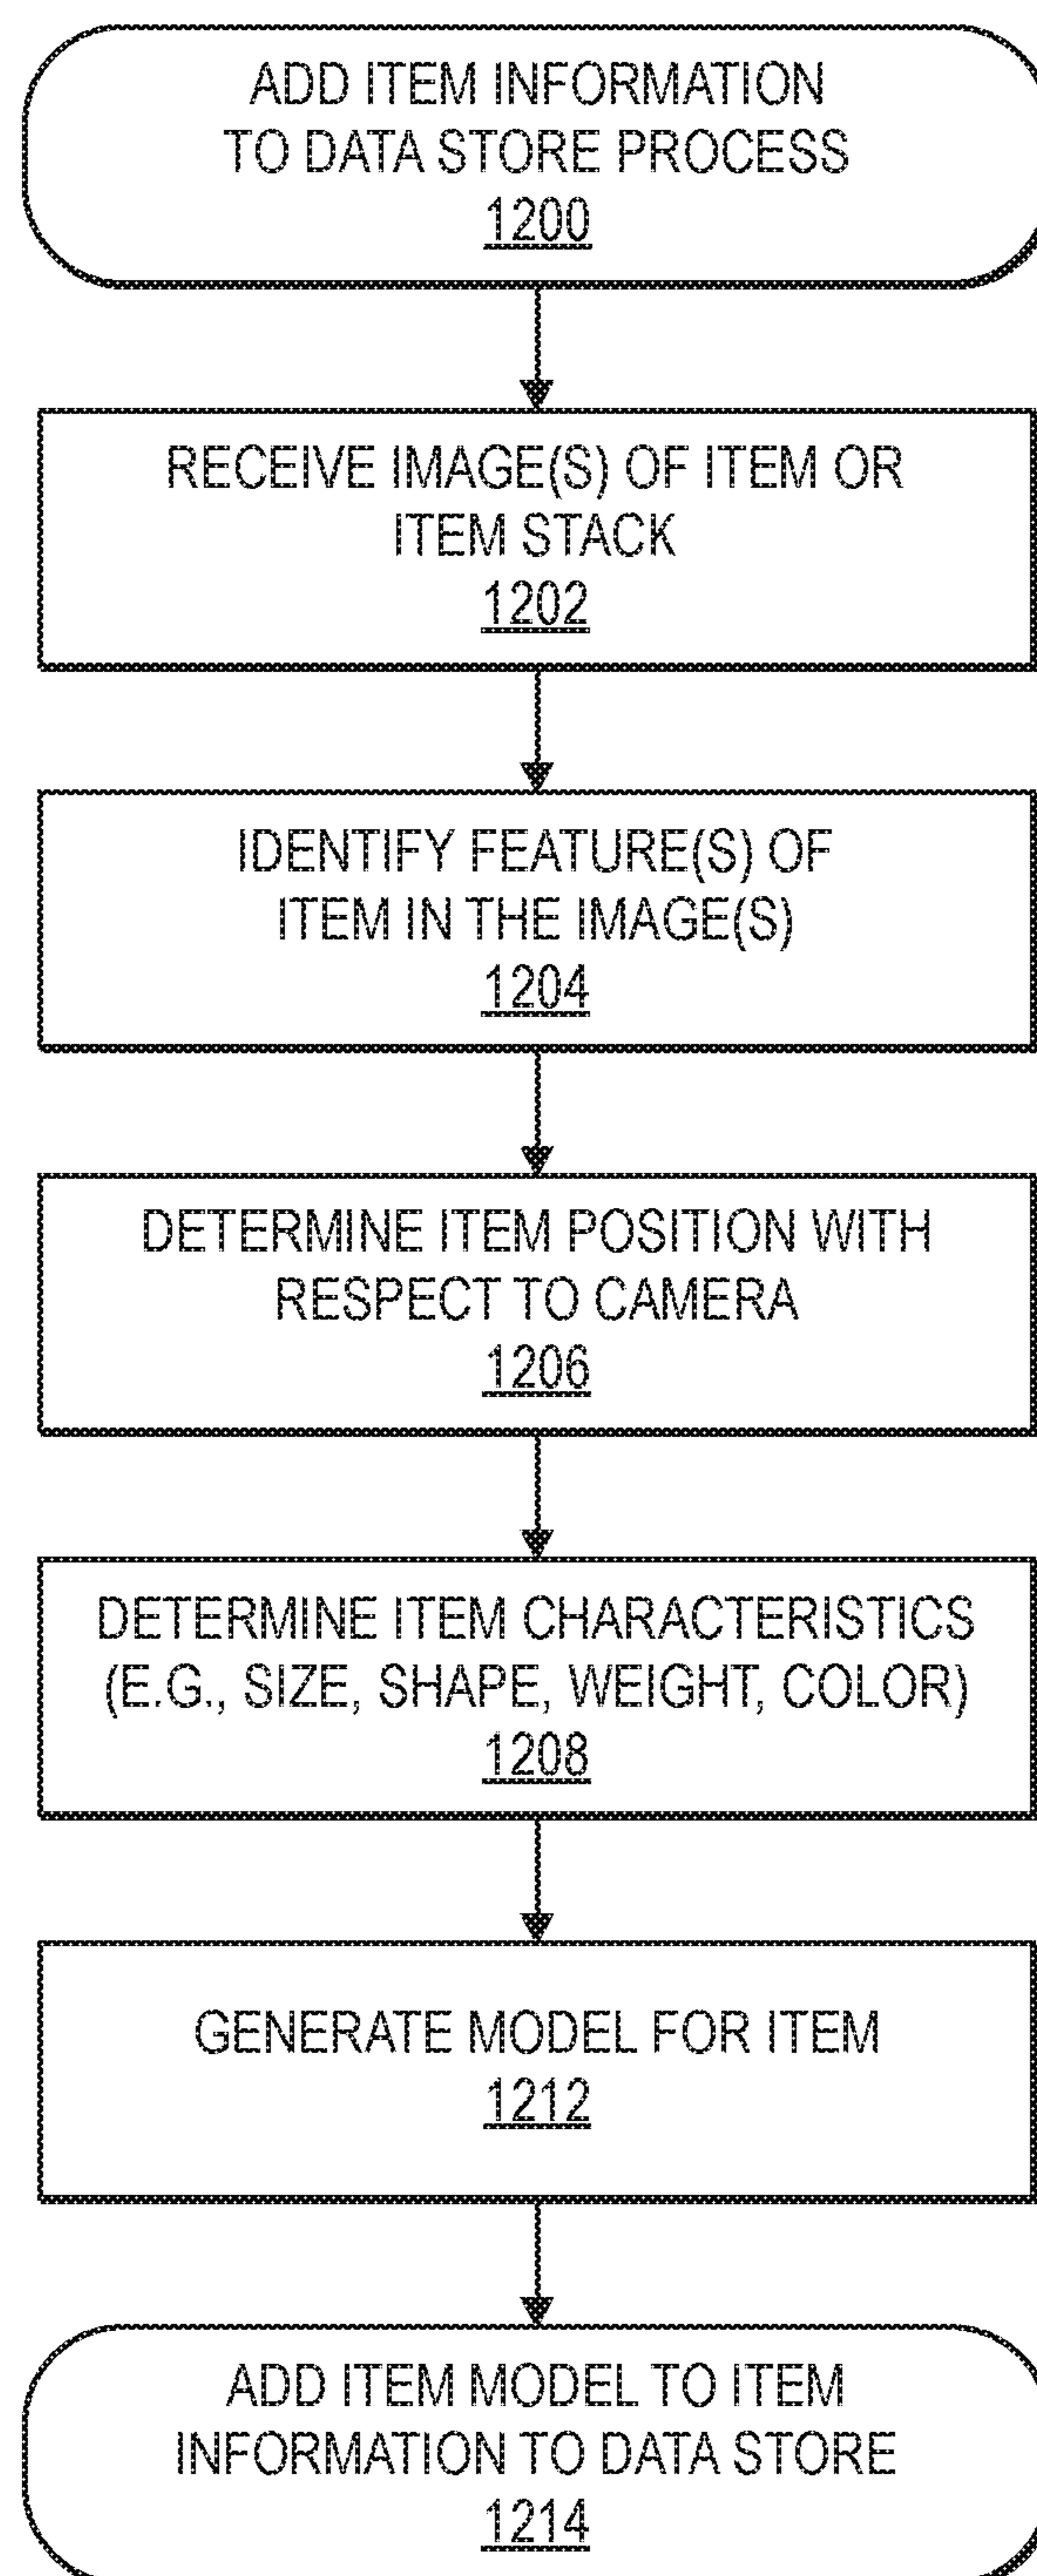 ADD ITEM INFORMATION
TO DATA STORE PROCESS
1200
RECEIVE IMAGE(S) OF ITEM OR
ITEM STACK
1202
IDENTIFY FEATURE(S) OF
ITEM IN THE IMAGE(S)
1204
DETERMINE ITEM POSITION WITH
RESPECT TO CAMERA
1206
DETERMINE ITEM CHARACTERISTICS
(E.G., SIZE, SHAPE, WEIGHT, COLOR)
1208
GENERATE MODEL FOR ITEM
1212
ADD ITEM MODEL TO ITEM
INFORMATION TO DATA STORE
1214